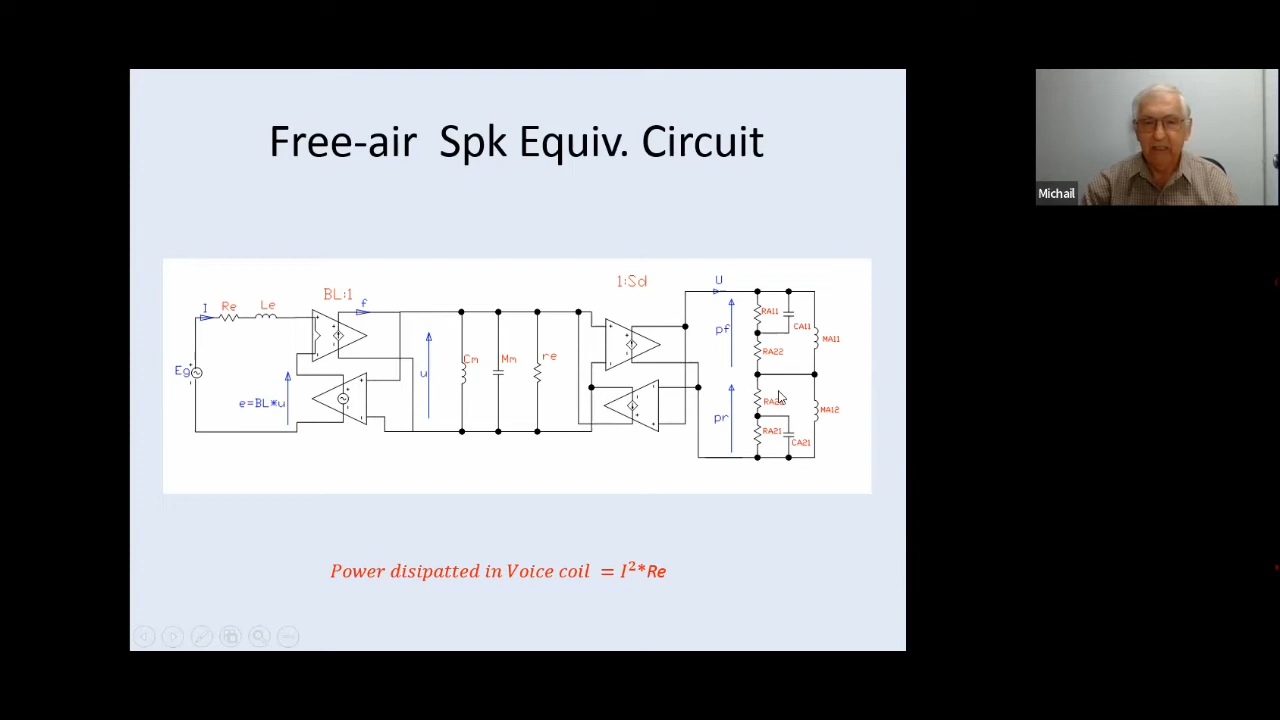 Free-air Spk Equiv. Circuit
Michail
1:Sd
U
BL:1
I
Re
Le
f
RA11
CA11
MA11
pf
RA22
re
Cm
Mm
u
Eg
e=BL*u
MA12
pr
RA21
CA21
Power disipatted in Voice coil = I²*Re